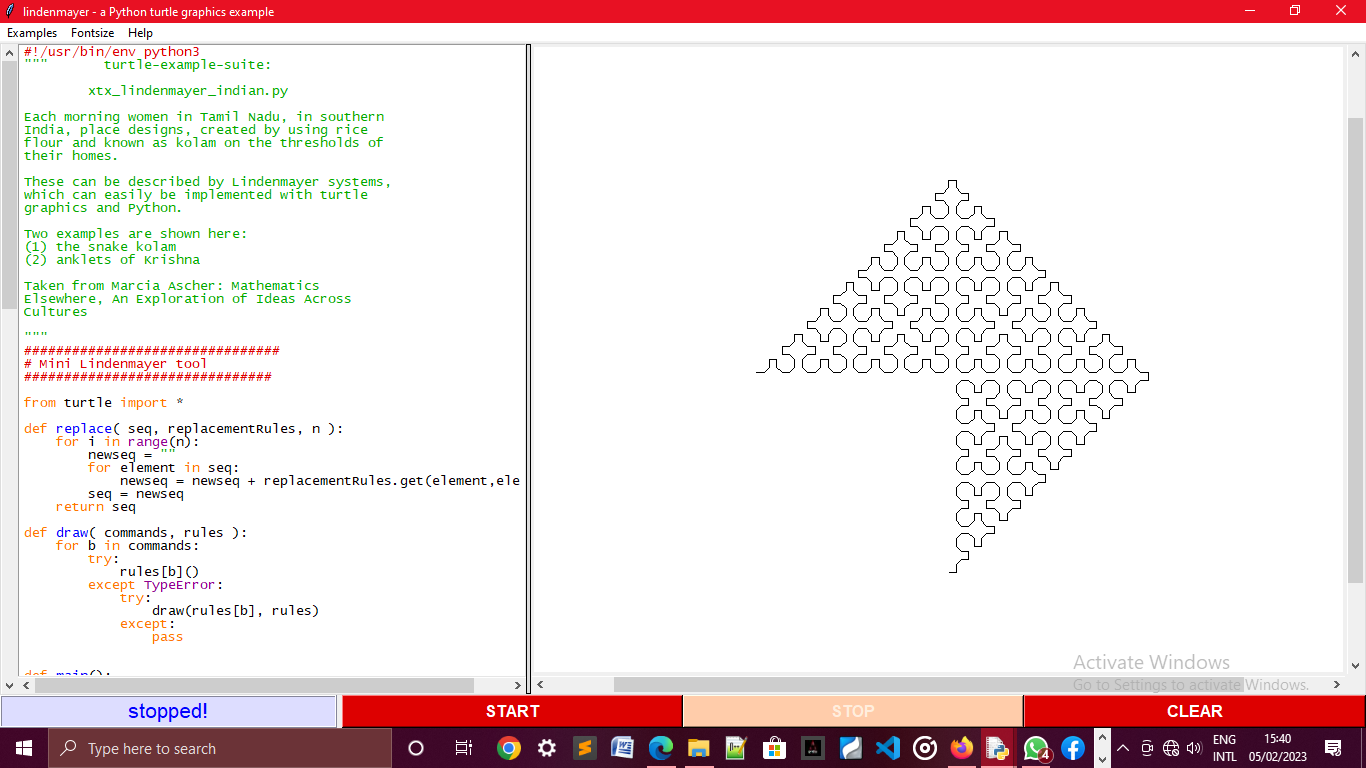 lindenmayer - a Python turtle graphics example
Examples Fontsize Help
#!/usr/bin/env python3
""" turtle-example-suite:
xtx_lindenmayer_indian.py
Each morning women in Tamil Nadu, in southern
India, place designs, created by using rice
flour and known as kolam on the thresholds of
their homes.
These can be described by Lindenmayer systems,
which can easily be implemented with turtle
graphics and Python.
Two examples are shown here:
(1) the snake kolam
(2) anklets of Krishna
Taken from Marcia Ascher: Mathematics
Elsewhere, An Exploration of Ideas Across
Cultures
"""
################################
# Mini Lindenmayer tool
###############################
from turtle import *
def replace( seq, replacementRules, n ):
for i in range(n):
newseq = ""
for element in seq:
newseq = newseq + replacementRules.get(element,ele
seq = newseq
return seq
def draw( commands, rules ):
for b in commands:
try:
rules[b]()
except TypeError:
try:
draw(rules[b], rules)
except:
pass
def main():
Activate Windows
Go to Settings to activate Windows.
stopped!
START
STOP
CLEAR
Type here to search
4
ENG
INTL
15:40
05/02/2023